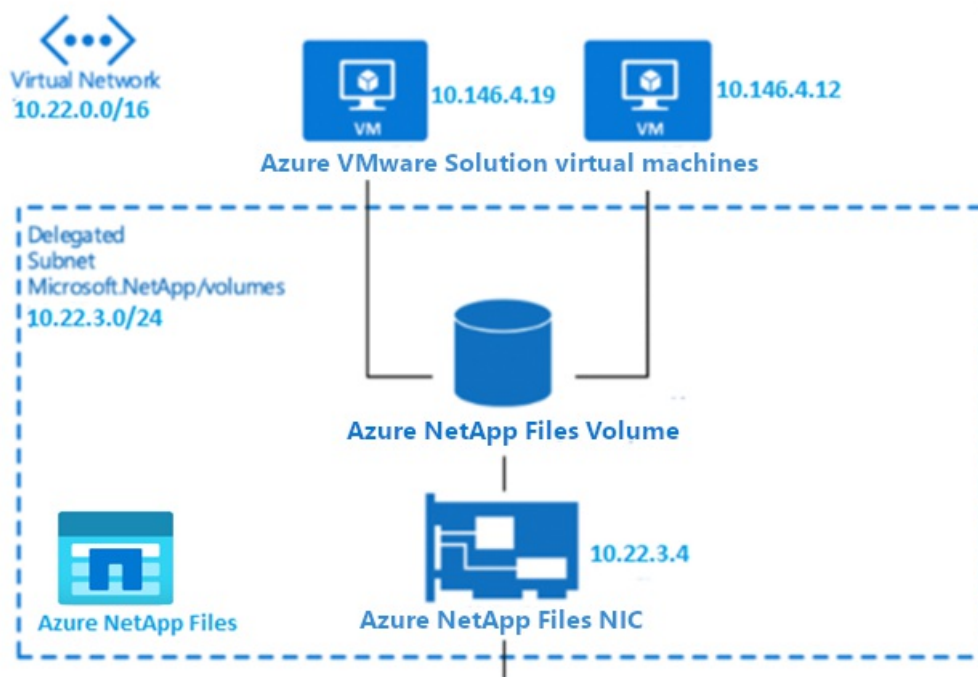 Virtual Network
10.22.0.0/16
VM
10.146.4.19
VM
10.146.4.12
Azure VMware Solution virtual machines
Delegated
Subnet
Microsoft.NetApp/volumes
10.22.3.0/24
Azure NetApp Files Volume
10.22.3.4
Azure NetApp Files
Azure NetApp Files NIC